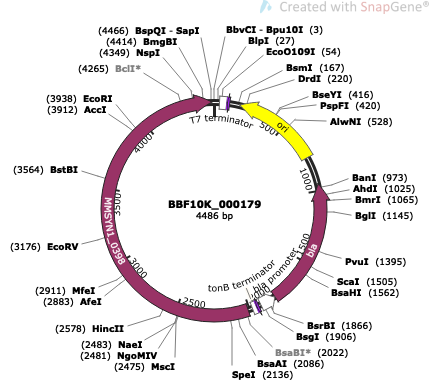 Created with SnapGene®
(4466) BspQI - SapI
(4414) BmgBI
(4349) NspI
(4265) BclI*
(3938) EcoRI
(3912) AccI
(3564) BstBI
(3176) EcoRV
(2911) MfeI
(2883) AfeI
(2578) HincII
(2483) NaeI
(2481) NgoMIV
(2475) MscI
BbvCI - Bpu10I (3)
BlpI (27)
EcoO109I (54)
BsmI (167)
DrdI (220)
BseYI (416)
PspFI (420)
AlwNI (528)
BanI (973)
AhdI (1025)
BmrI (1065)
BglI (1145)
PvuI (1395)
ScaI (1505)
BsaHI (1562)
BsrBI (1866)
BsgI (1906)
BsaBI* (2022)
BsaAI (2086)
SpeI (2136)
T7 terminator
ori
bla
bla promoter
tonB terminator
MMSYN1_0398
500
1000
1500
2000
2500
3000
3500
4000
BBF10K_000179
4486 bp